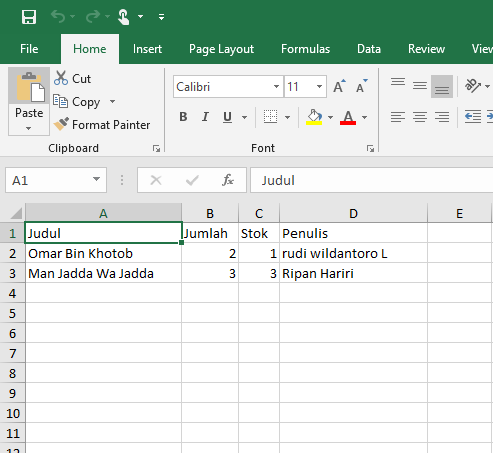 File Home Insert Page Layout Formulas Data Review View
Paste
Cut
Copy
Format Painter
Clipboard
Calibri 11 A A
B I U A
Font
A1 fx Judul
A B C D E
1 Judul Jumlah Stok Penulis
2 Omar Bin Khotob 2 1 rudi wildantoro L
3 Man Jadda Wa Jadda 3 3 Ripan Hariri
4
5
6
7
8
9
10
11